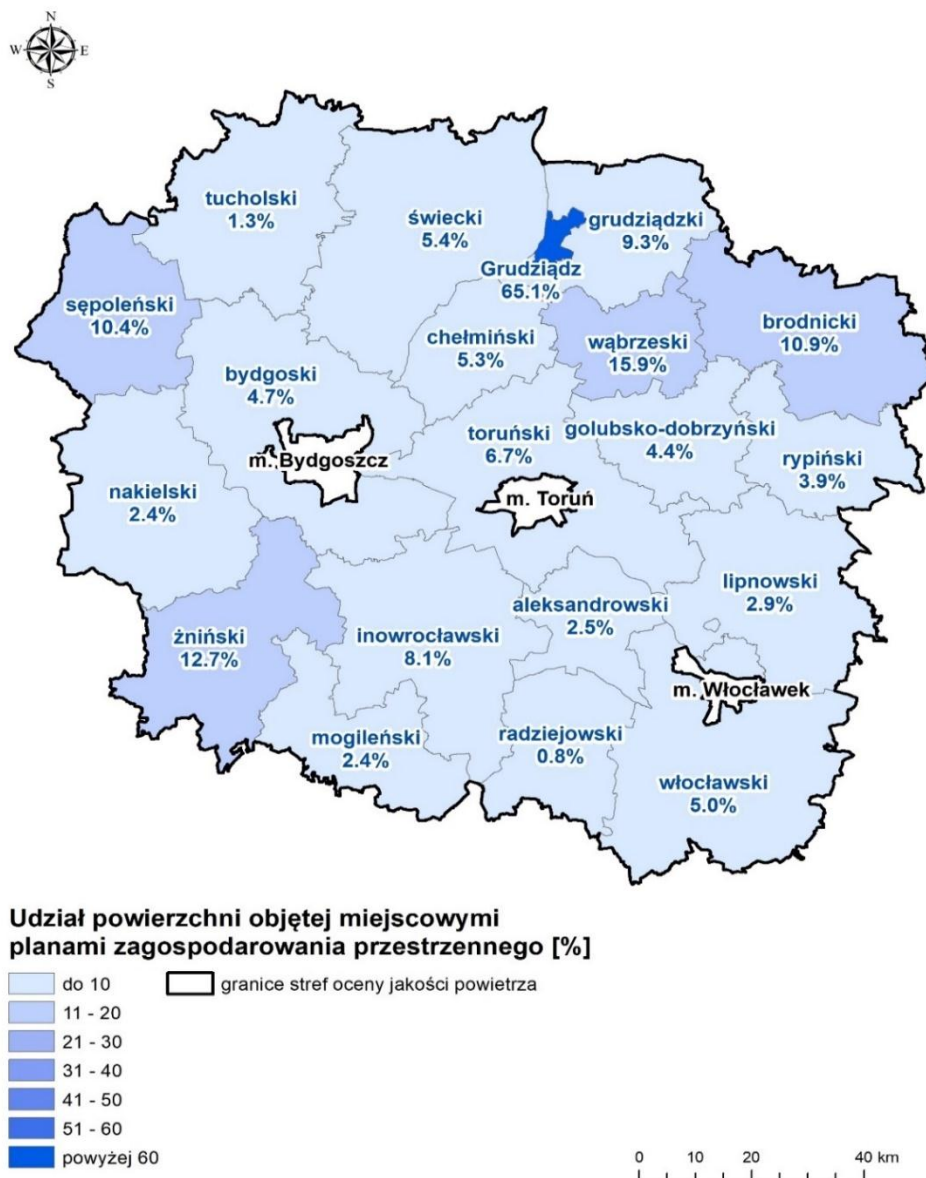 N
W E
S
tucholski
1.3%
świecki
5.4%
grudziądzki
9.3%
Grudziądz
65.1%
sępoleński
10.4%
chełmiński
5.3%
wąbrzeski
15.9%
brodnicki
10.9%
bydgoski
4.7%
m. Bydgoszcz
toruński
6.7%
golubsko-dobrzyński
4.4%
rypiński
3.9%
nakielski
2.4%
m. Toruń
lipnowski
2.9%
aleksandrowski
2.5%
żniński
12.7%
inowrocławski
8.1%
m. Włocławek
mogileński
2.4%
radziejowski
0.8%
włocławski
5.0%
Udział powierzchni objętej miejscowymi
planami zagospodarowania przestrzennego [%]
do 10
granice stref oceny jakości powietrza
11 - 20
21 - 30
31 - 40
41 - 50
51 - 60
powyżej 60
0 10 20 40 km